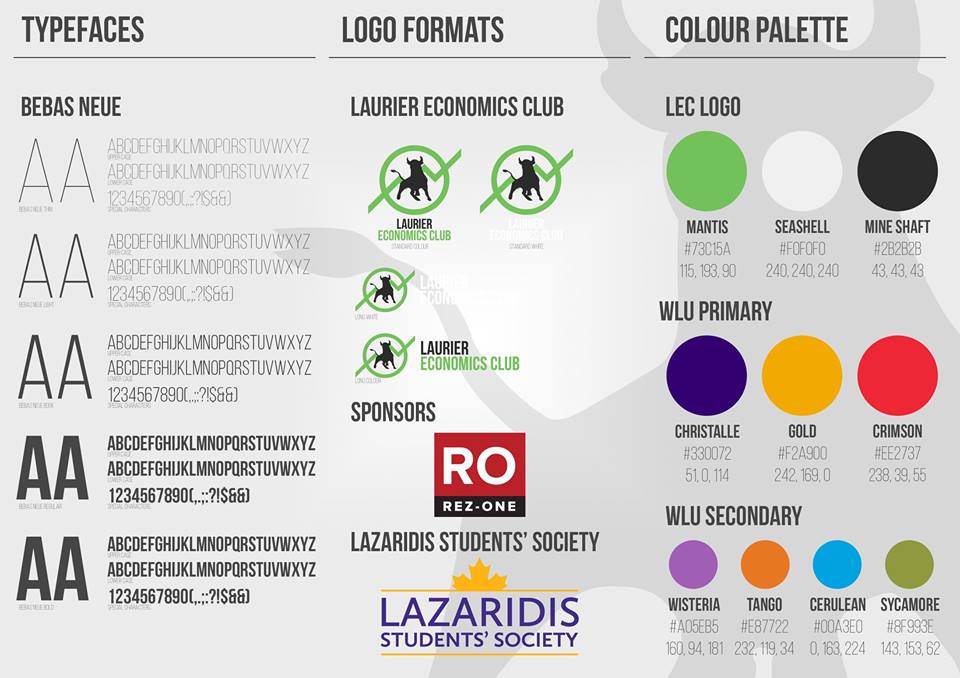 TYPEFACES
BEBAS NEUE
ABCDEFGHIJKLMNOPQRSTUVWXYZ
UPPER CASE
ABCDEFGHIJKLMNOPQRSTUVWXYZ
LOWER CASE
1234567890(,.;:?!$&&)
SPECIAL CHARACTERS
AA
BEBAS NEUE THIN
ABCDEFGHIJKLMNOPQRSTUVWXYZ
UPPER CASE
ABCDEFGHIJKLMNOPQRSTUVWXYZ
LOWER CASE
1234567890(,.;:?!$&&)
SPECIAL CHARACTERS
AA
BEBAS NEUE LIGHT
ABCDEFGHIJKLMNOPQRSTUVWXYZ
UPPER CASE
ABCDEFGHIJKLMNOPQRSTUVWXYZ
LOWER CASE
1234567890(,.;:?!$&&)
SPECIAL CHARACTERS
AA
BEBAS NEUE BOOK
ABCDEFGHIJKLMNOPQRSTUVWXYZ
UPPER CASE
ABCDEFGHIJKLMNOPQRSTUVWXYZ
LOWER CASE
1234567890(,.;:?!$&&)
SPECIAL CHARACTERS
AA
BEBAS NEUE REGULAR
ABCDEFGHIJKLMNOPQRSTUVWXYZ
UPPER CASE
ABCDEFGHIJKLMNOPQRSTUVWXYZ
LOWER CASE
1234567890(,.;:?!$&&)
SPECIAL CHARACTERS
AA
BEBAS NEUE BOLD
LOGO FORMATS
LAURIER ECONOMICS CLUB
LAURIER
ECONOMICS CLUB
STANDARD COLOUR
LAURIER
ECONOMICS CLUB
STANDARD WHITE
LAURIER
ECONOMICS CLUB
LONG WHITE
LAURIER
ECONOMICS CLUB
LONG COLOUR
SPONSORS
RO
REZ-ONE
LAZARIDIS STUDENTS' SOCIETY
LAZARIDIS
STUDENTS' SOCIETY
COLOUR PALETTE
LEC LOGO
MANTIS
#73C15A
115, 193, 90
SEASHELL
#F0F0F0
240, 240, 240
MINE SHAFT
#2B2B2B
43, 43, 43
WLU PRIMARY
CHRISTALLE
#330072
51, 0, 114
GOLD
#F2A900
242, 169, 0
CRIMSON
#EE2737
238, 39, 55
WLU SECONDARY
WISTERIA
#A05EB5
160, 94, 181
TANGO
#E87722
232, 119, 34
CERULEAN
#00A3E0
0, 163, 224
SYCAMORE
#8F993E
143, 153, 62